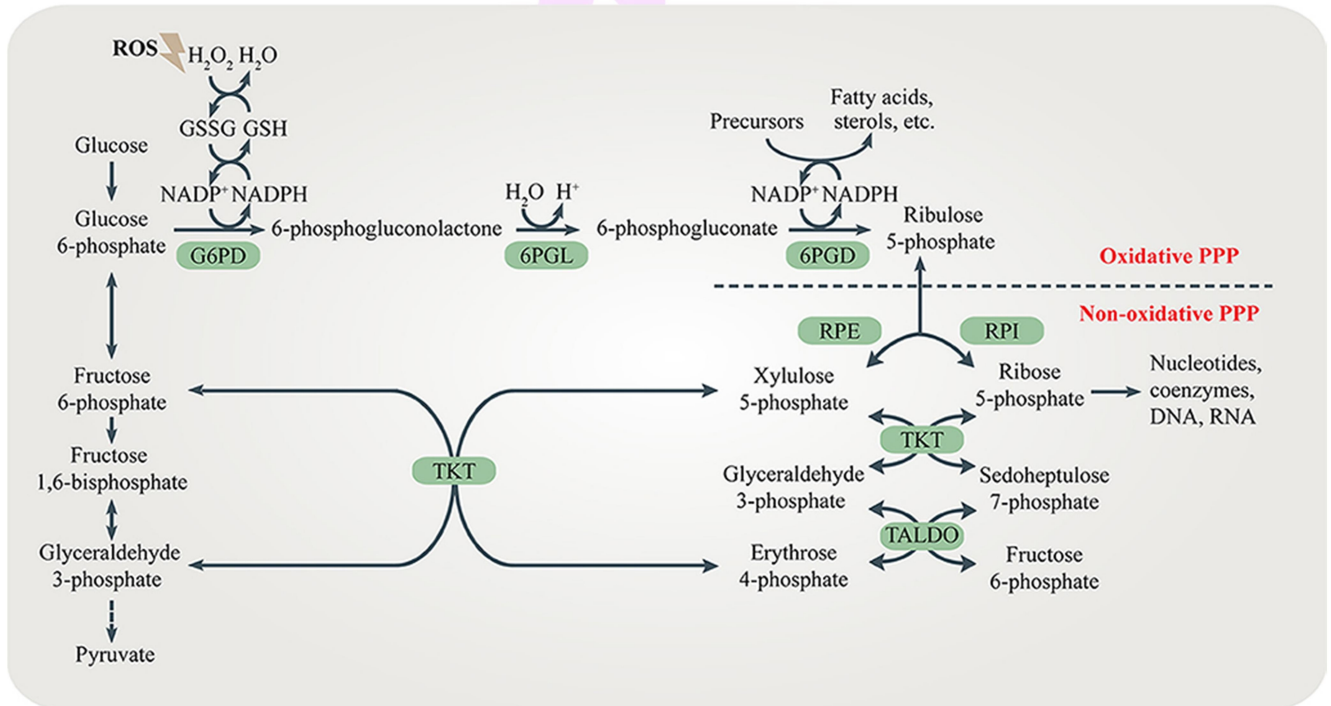 ROS
H₂O₂ H₂O
GSSG GSH
NADP⁺ NADPH
Glucose
Glucose
6-phosphate
G6PD
6-phosphogluconolactone
H₂O H⁺
6PGL
6-phosphogluconate
Precursors
Fatty acids,
sterols, etc.
NADP⁺ NADPH
6PGD
Ribulose
5-phosphate
Oxidative PPP
Non-oxidative PPP
RPE
RPI
Fructose
6-phosphate
Xylulose
5-phosphate
Ribose
5-phosphate
Nucleotides,
coenzymes,
DNA, RNA
TKT
Fructose
1,6-bisphosphate
TKT
Glyceraldehyde
3-phosphate
Sedoheptulose
7-phosphate
TALDO
Glyceraldehyde
3-phosphate
Erythrose
4-phosphate
Fructose
6-phosphate
Pyruvate